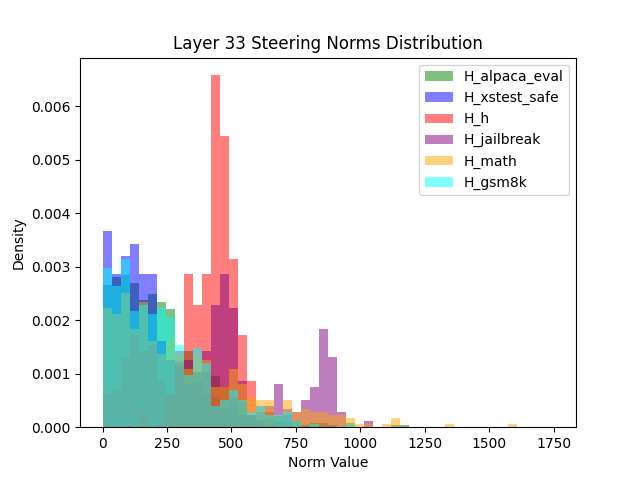 Layer 33 Steering Norms Distribution
H_alpaca_eval
H_xstest_safe
H_h
H_jailbreak
H_math
H_gsm8k
Density
0.006
0.005
0.004
0.003
0.002
0.001
0.000
0 250 500 750 1000 1250 1500 1750
Norm Value